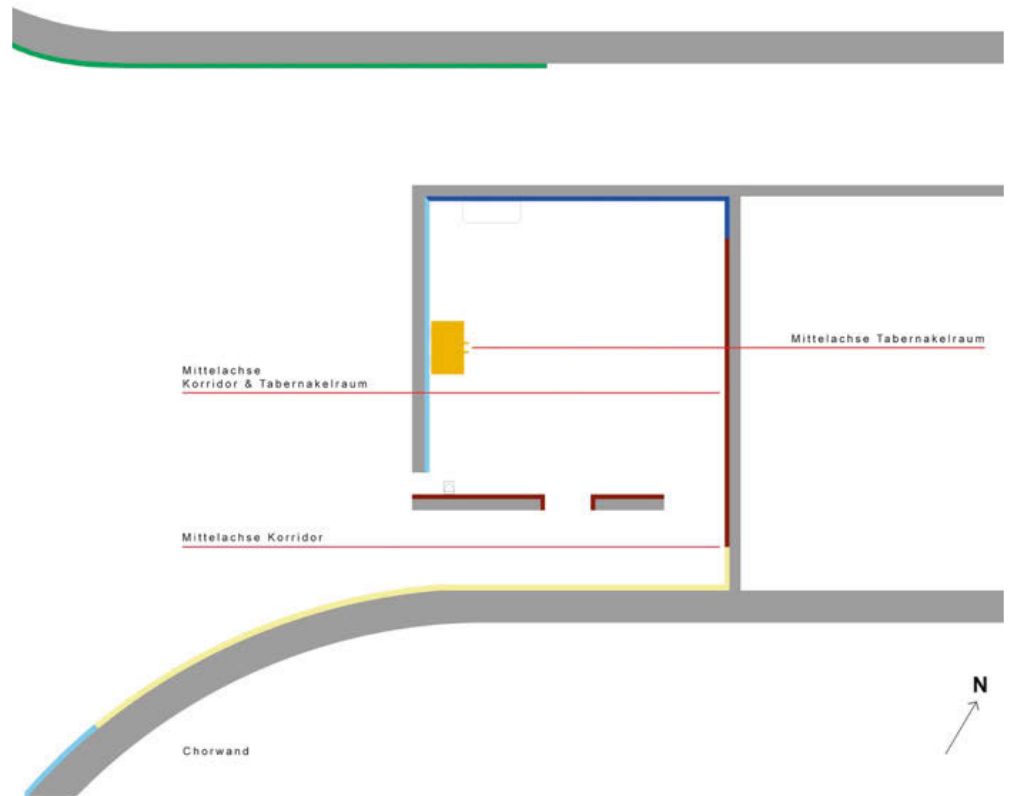 Mittelachse Tabernakelraum
Mittelachse
Korridor & Tabernakelraum
Mittelachse Korridor
N
Chorwand